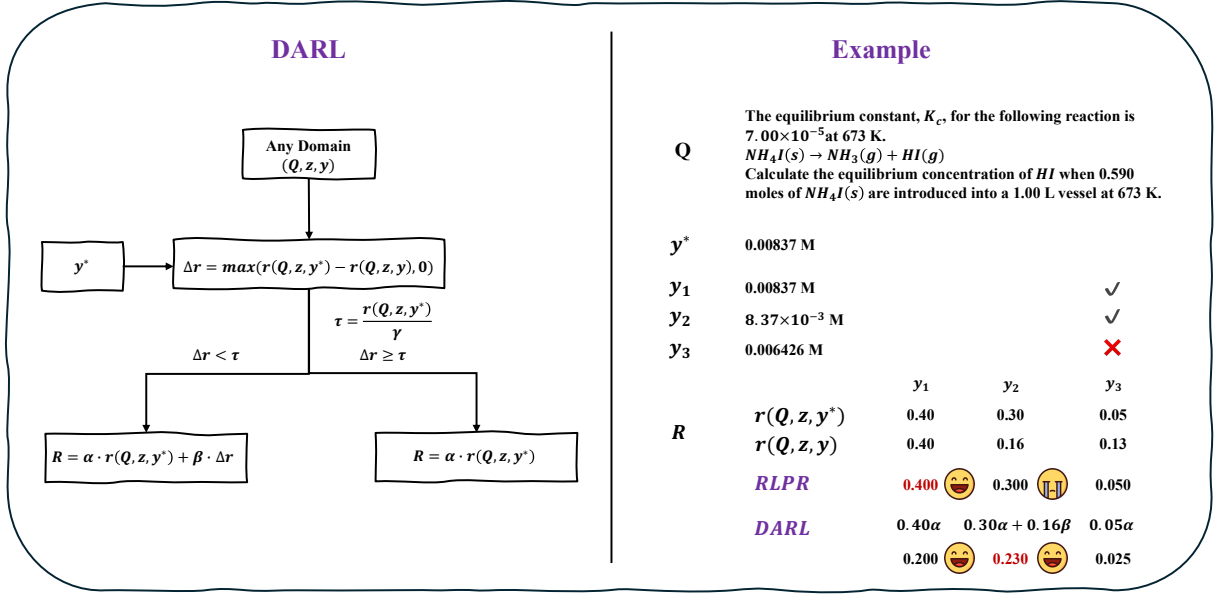 DARL
Any Domain
(Q, z, y)
y*
Δr = max(r(Q, z, y*) − r(Q, z, y), 0)
τ = r(Q, z, y*) / γ
Δr < τ
Δr ≥ τ
R = α · r(Q, z, y*) + β · Δr
R = α · r(Q, z, y*)
Example
Q
The equilibrium constant, K_c, for the following reaction is
7.00×10⁻⁵ at 673 K.
NH₄I(s) → NH₃(g) + HI(g)
Calculate the equilibrium concentration of HI when 0.590
moles of NH₄I(s) are introduced into a 1.00 L vessel at 673 K.
y* 0.00837 M
y₁ 0.00837 M ✓
y₂ 8.37×10⁻³ M ✓
y₃ 0.006426 M ✕
y₁ y₂ y₃
R
r(Q, z, y*) 0.40 0.30 0.05
r(Q, z, y) 0.40 0.16 0.13
RLPR 0.400 0.300 0.050
DARL 0.40α 0.30α + 0.16β 0.05α
0.200 0.230 0.025